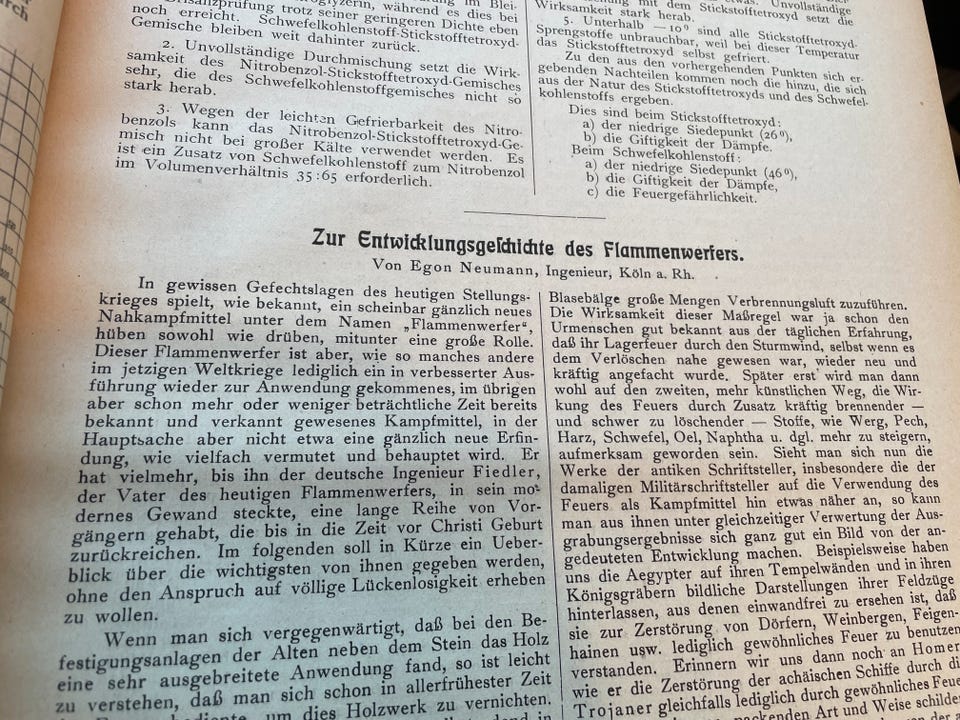 urch
noch erreicht. Schwefelkohlenstoff-Stickstofftetroxyd-
Gemische bleiben weit dahinter zurück.
2. Unvollständige Durchmischung setzt die Wirk-
samkeit des Nitrobenzol-Stickstofftetroxyd-Gemisches
sehr, die des Schwefelkohlenstoffgemisches nicht so
stark herab.
3. Wegen der leichten Gefrierbarkeit des Nitro-
benzols kann das Nitrobenzol-Stickstofftetroxyd-Ge-
misch nicht bei großer Kälte verwendet werden. Es
ist ein Zusatz von Schwefelkohlenstoff zum Nitrobenzol
im Volumenverhältnis 35:65 erforderlich.
mit dem Stickstofftetroxyd setzt die
Wirksamkeit stark herab.
5. Unterhalb —10⁰ sind alle Stickstofftetroxyd-
Sprengstoffe unbrauchbar, weil bei dieser Temperatur
das Stickstofftetroxyd selbst gefriert.
Zu den aus den vorhergehenden Punkten sich er-
gebenden Nachteilen kommen noch die hinzu, die sich
aus der Natur des Stickstofftetroxyds und des Schwefel-
kohlenstoffs ergeben.
Dies sind beim Stickstofftetroxyd:
a) der niedrige Siedepunkt (26⁰),
b) die Giftigkeit der Dämpfe.
Beim Schwefelkohlenstoff:
a) der niedrige Siedepunkt (46⁰),
b) die Giftigkeit der Dämpfe,
c) die Feuergefährlichkeit.
Zur Entwicklungsgeschichte des Flammenwerfers.
Von Egon Neumann, Ingenieur, Köln a. Rh.
In gewissen Gefechtslagen des heutigen Stellungs-
krieges spielt, wie bekannt, ein scheinbar gänzlich neues
Nahkampfmittel unter dem Namen „Flammenwerfer“,
hüben sowohl wie drüben, mitunter eine große Rolle.
Dieser Flammenwerfer ist aber, wie so manches andere
im jetzigen Weltkriege lediglich ein in verbesserter Aus-
führung wieder zur Anwendung gekommenes, im übrigen
aber schon mehr oder weniger beträchtliche Zeit bereits
bekannt und verkannt gewesenes Kampfmittel, in der
Hauptsache aber nicht etwa eine gänzlich neue Erfin-
dung, wie vielfach vermutet und behauptet wird. Er
hat vielmehr, bis ihn der deutsche Ingenieur Fiedler,
der Vater des heutigen Flammenwerfers, in sein mo-
dernes Gewand steckte, eine lange Reihe von Vor-
gängern gehabt, die bis in die Zeit vor Christi Geburt
zurückreichen. Im folgenden soll in Kürze ein Ueber-
blick über die wichtigsten von ihnen gegeben werden,
ohne den Anspruch auf völlige Lückenlosigkeit erheben
zu wollen.
Wenn man sich vergegenwärtigt, daß bei den Be-
festigungsanlagen der Alten neben dem Stein das Holz
eine sehr ausgebreitete Anwendung fand, so ist leicht
zu verstehen, daß man sich schon in allerfrühester Zeit
um dies Holzwerk zu vernichten.
Blasebälge große Mengen Verbrennungsluft zuzuführen.
Die Wirksamkeit dieser Maßregel war ja schon den
Urmenschen gut bekannt aus der täglichen Erfahrung,
daß ihr Lagerfeuer durch den Sturmwind, selbst wenn es
dem Verlöschen nahe gewesen war, wieder neu und
kräftig angefacht wurde. Später erst wird man dann
wohl auf den zweiten, mehr künstlichen Weg, die Wir-
kung des Feuers durch Zusatz kräftig brennender —
und schwer zu löschender — Stoffe, wie Werg, Pech,
Harz, Schwefel, Oel, Naphtha u. dgl. mehr zu steigern,
aufmerksam geworden sein. Sieht man sich nun die
Werke der antiken Schriftsteller, insbesondere die der
damaligen Militärschriftsteller auf die Verwendung des
Feuers als Kampfmittel hin etwas näher an, so kann
man aus ihnen unter gleichzeitiger Verwertung der Aus-
grabungsergebnisse sich ganz gut ein Bild von der an-
gedeuteten Entwicklung machen. Beispielsweise haben
uns die Aegypter auf ihren Tempelwänden und in ihren
Königsgräbern bildliche Darstellungen ihrer Feldzüge
hinterlassen, aus denen einwandfrei zu ersehen ist, daß
sie zur Zerstörung von Dörfern, Weinbergen, Feigen-
hainen usw. lediglich gewöhnliches Feuer zu benutzen
verstanden. Erinnern wir uns dann noch an Homer
wie er die Zerstörung der achäischen Schiffe durch di
Trojaner gleichfalls lediglich durch gewöhnliches Feue
packenden Art und Weise schilde